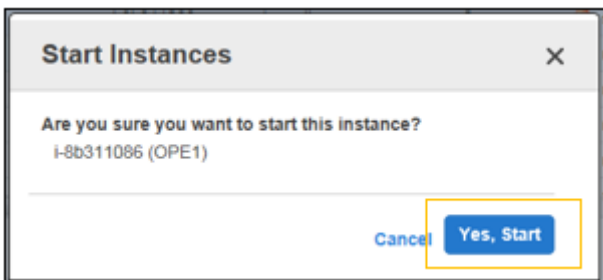 Start Instances
Are you sure you want to start this instance?
i-8b311086 (OPE1)
Cancel Yes, Start